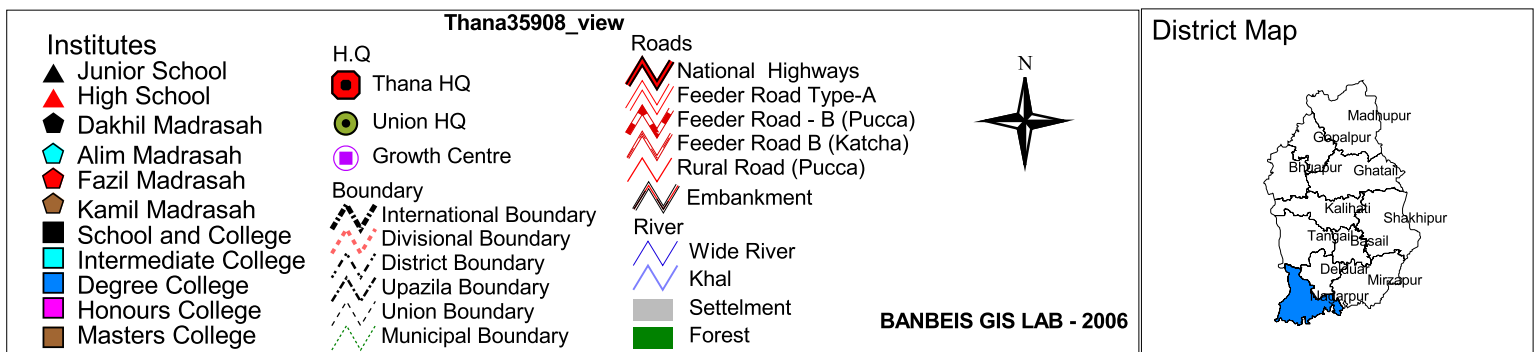 Thana35908_view
Institutes
Junior School
High School
Dakhil Madrasah
Alim Madrasah
Fazil Madrasah
Kamil Madrasah
School and College
Intermediate College
Degree College
Honours College
Masters College
H.Q
Thana HQ
Union HQ
Growth Centre
Boundary
International Boundary
Divisional Boundary
District Boundary
Upazila Boundary
Union Boundary
Municipal Boundary
Roads
National Highways
Feeder Road Type-A
Feeder Road - B (Pucca)
Feeder Road B (Katcha)
Rural Road (Pucca)
Embankment
River
Wide River
Khal
Settelment
Forest
N
BANBEIS GIS LAB - 2006
District Map
Madhupur
Gopalpur
Bhuapur
Ghatail
Kalihati
Shakhipur
Tangail
Basail
Delduar
Mirzapur
Nagarpur